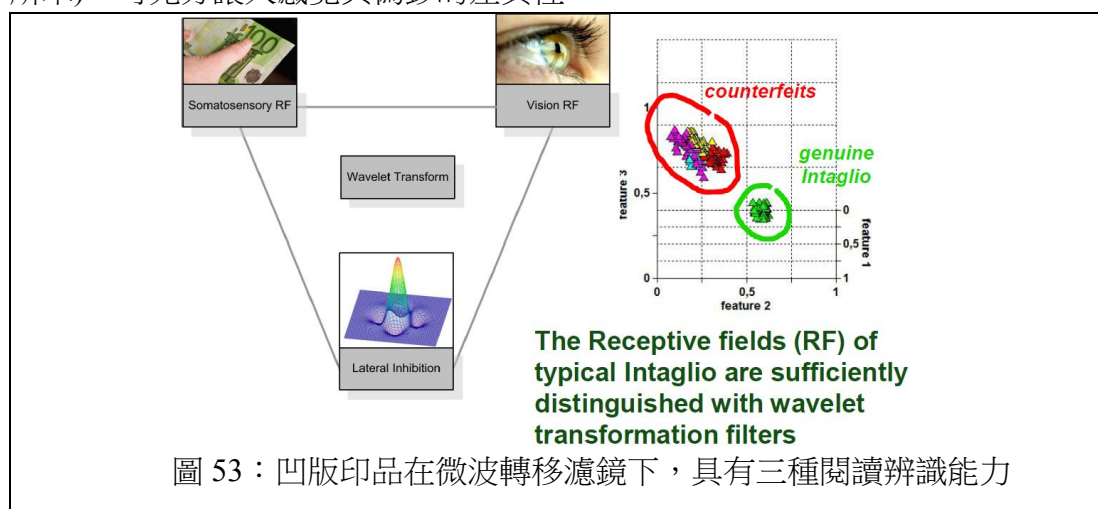 100
Somatosensory RF
Vision RF
Wavelet Transform
Lateral Inhibition
counterfeits
genuine
Intaglio
1
0,5
0
feature 3
0
0,5
1
feature 2
0
0,5
1
feature 1
The Receptive fields (RF) of
typical Intaglio are sufficiently
distinguished with wavelet
transformation filters
圖 53：凹版印品在微波轉移濾鏡下，具有三種閱讀辨識能力